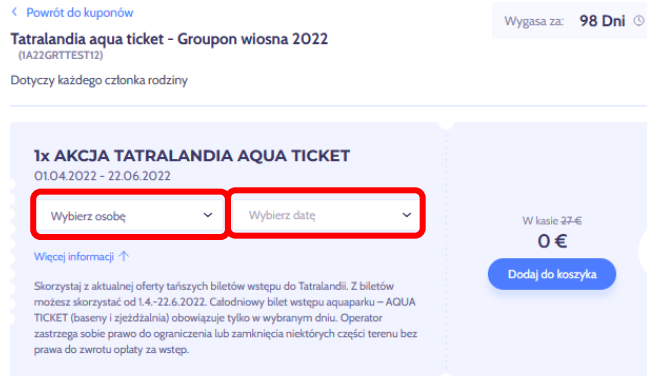 Powrót do kuponów
Wygasa za: 98 Dni
Tatralandia aqua ticket - Groupon wiosna 2022
(1A22GRTTEST12)
Dotyczy każdego członka rodziny
1x AKCJA TATRALANDIA AQUA TICKET
01.04.2022 - 22.06.2022
Wybierz osobę
Wybierz datę
Więcej informacji ↑
Skorzystaj z aktualnej oferty tańszych biletów wstępu do Tatralandii. Z biletów
możesz skorzystać od 1.4.-22.6.2022. Całodniowy bilet wstępu aquaparku – AQUA
TICKET (baseny i zjeżdżalnia) obowiązuje tylko w wybranym dniu. Operator
zastrzega sobie prawo do ograniczenia lub zamknięcia niektórych części terenu bez
prawa do zwrotu opłaty za wstęp.
W kasie 27 €
0 €
Dodaj do koszyka